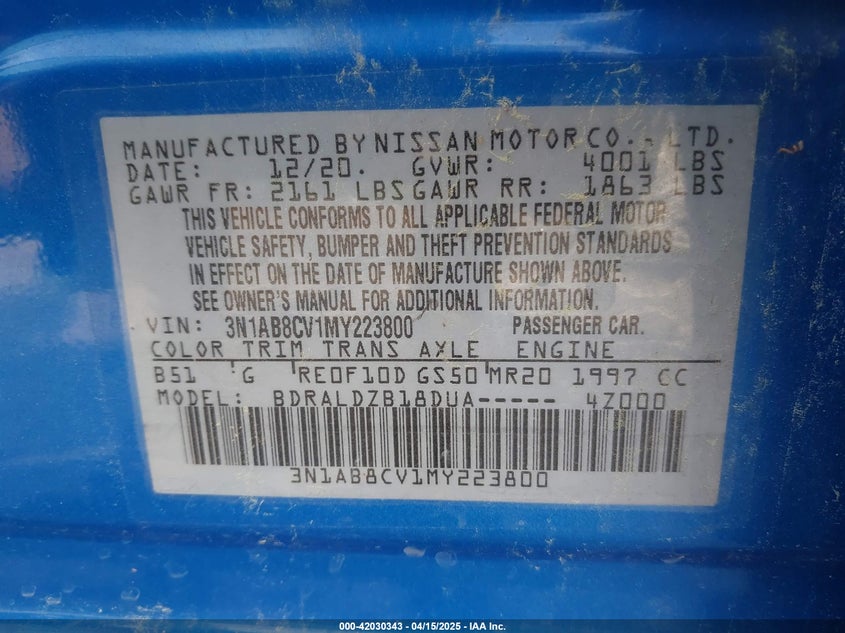 MANUFACTURED BY NISSAN MOTOR CO., LTD.
DATE: 12/20. GVWR: 4001 LBS
GAWR FR: 2161 LBS GAWR RR: 1863 LBS
THIS VEHICLE CONFORMS TO ALL APPLICABLE FEDERAL MOTOR
VEHICLE SAFETY, BUMPER AND THEFT PREVENTION STANDARDS
IN EFFECT ON THE DATE OF MANUFACTURE SHOWN ABOVE.
SEE OWNER'S MANUAL FOR ADDITIONAL INFORMATION.
VIN: 3N1AB8CV1MY223800 PASSENGER CAR.
COLOR TRIM TRANS AXLE ENGINE
B51 G RE0F10D GS50 MR20 1997 CC
MODEL: BDRALDZB18DUA----- 4Z000
3N1AB8CV1MY223800
000-42030343 - 04/15/2025 - IAA Inc.